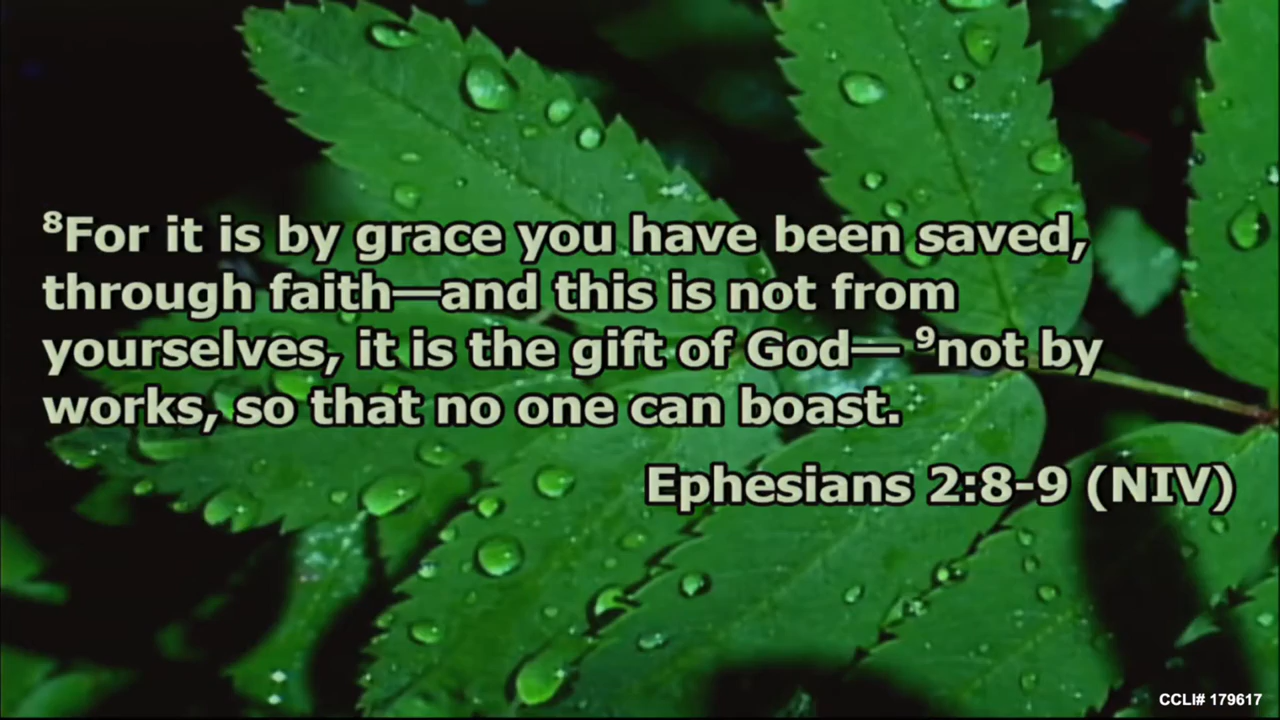 ⁸For it is by grace you have been saved,
through faith—and this is not from
yourselves, it is the gift of God— ⁹not by
works, so that no one can boast.
Ephesians 2:8-9 (NIV)
CCLI# 179617